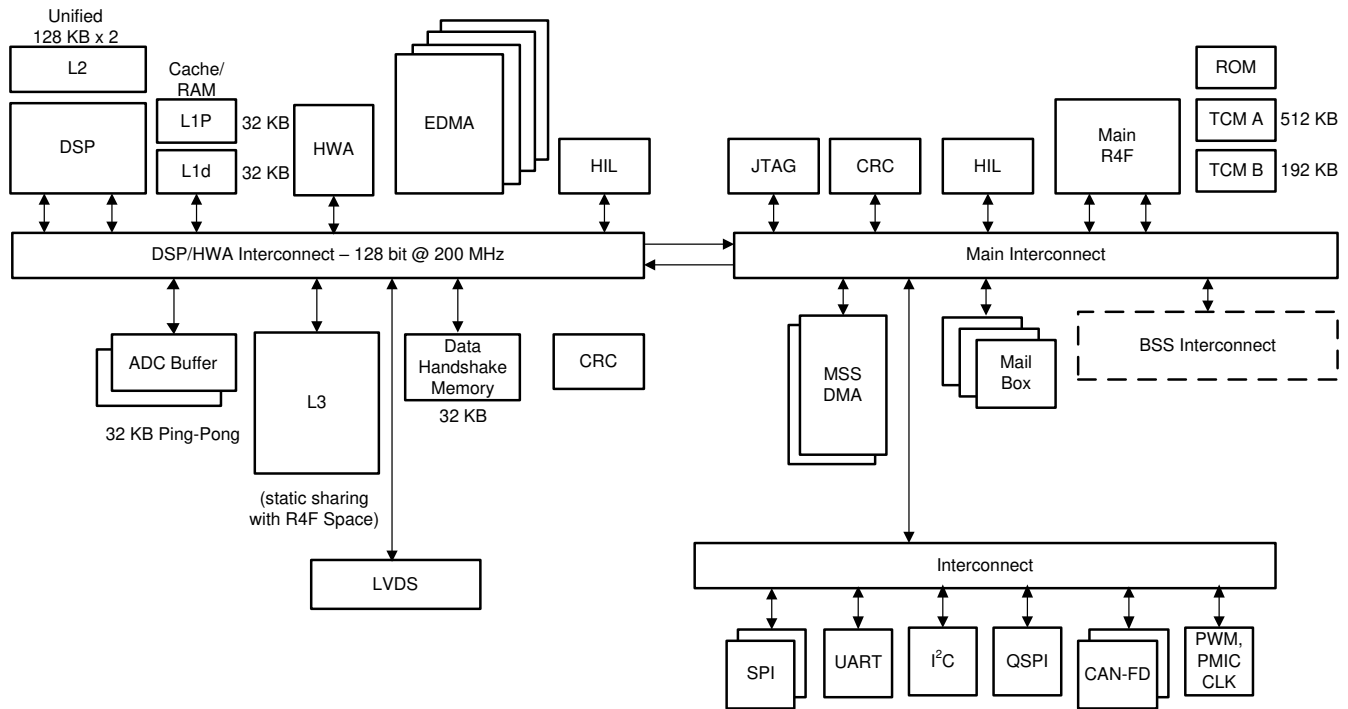 Unified
128 KB x 2
L2
Cache/
RAM
DSP
L1P
32 KB
L1d
32 KB
HWA
EDMA
HIL
JTAG
CRC
HIL
Main
R4F
ROM
TCM A
512 KB
TCM B
192 KB
DSP/HWA Interconnect – 128 bit @ 200 MHz
Main Interconnect
ADC Buffer
32 KB Ping-Pong
L3
(static sharing
with R4F Space)
Data
Handshake
Memory
32 KB
CRC
LVDS
MSS
DMA
Mail
Box
BSS Interconnect
Interconnect
SPI
UART
I²C
QSPI
CAN-FD
PWM,
PMIC
CLK